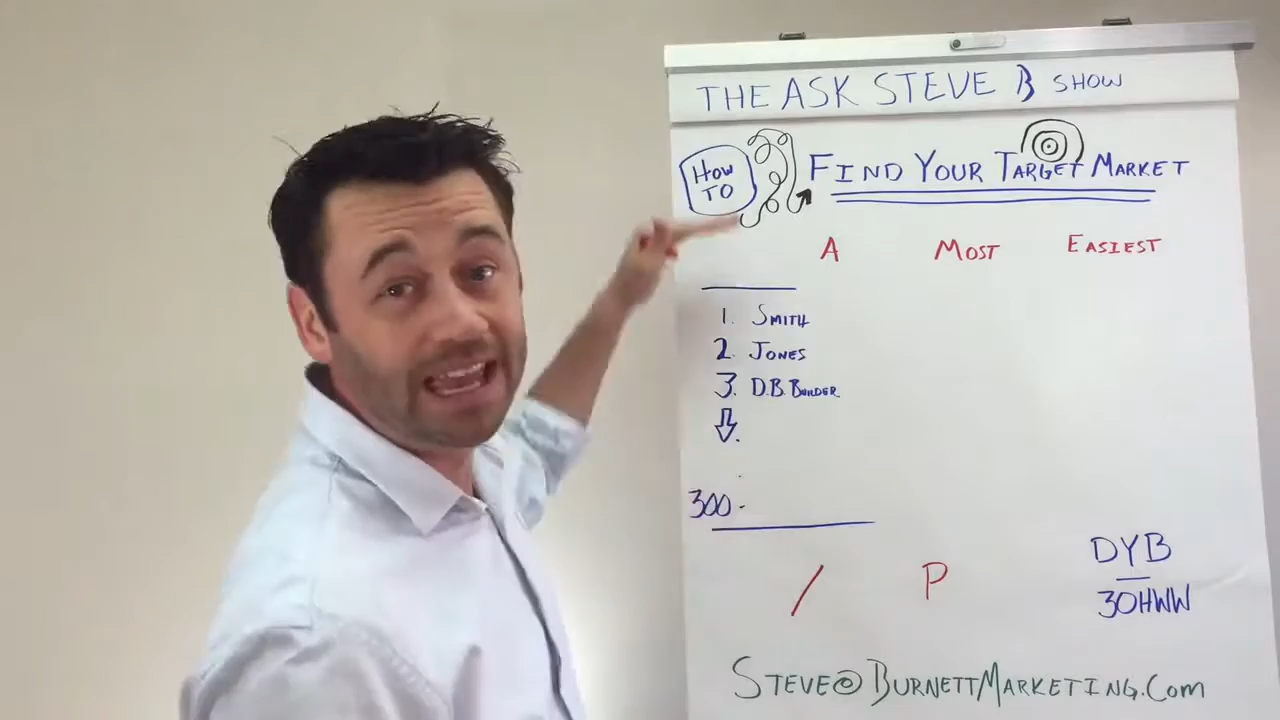 THE ASK STEVE B SHOW
HOW TO FIND YOUR TARGET MARKET
A MOST EASIEST
1. SMITH
2. JONES
3. D.B. BUILDER
300.
/ P
DYB
30HWW
STEVE@BURNETTMARKETING.COM